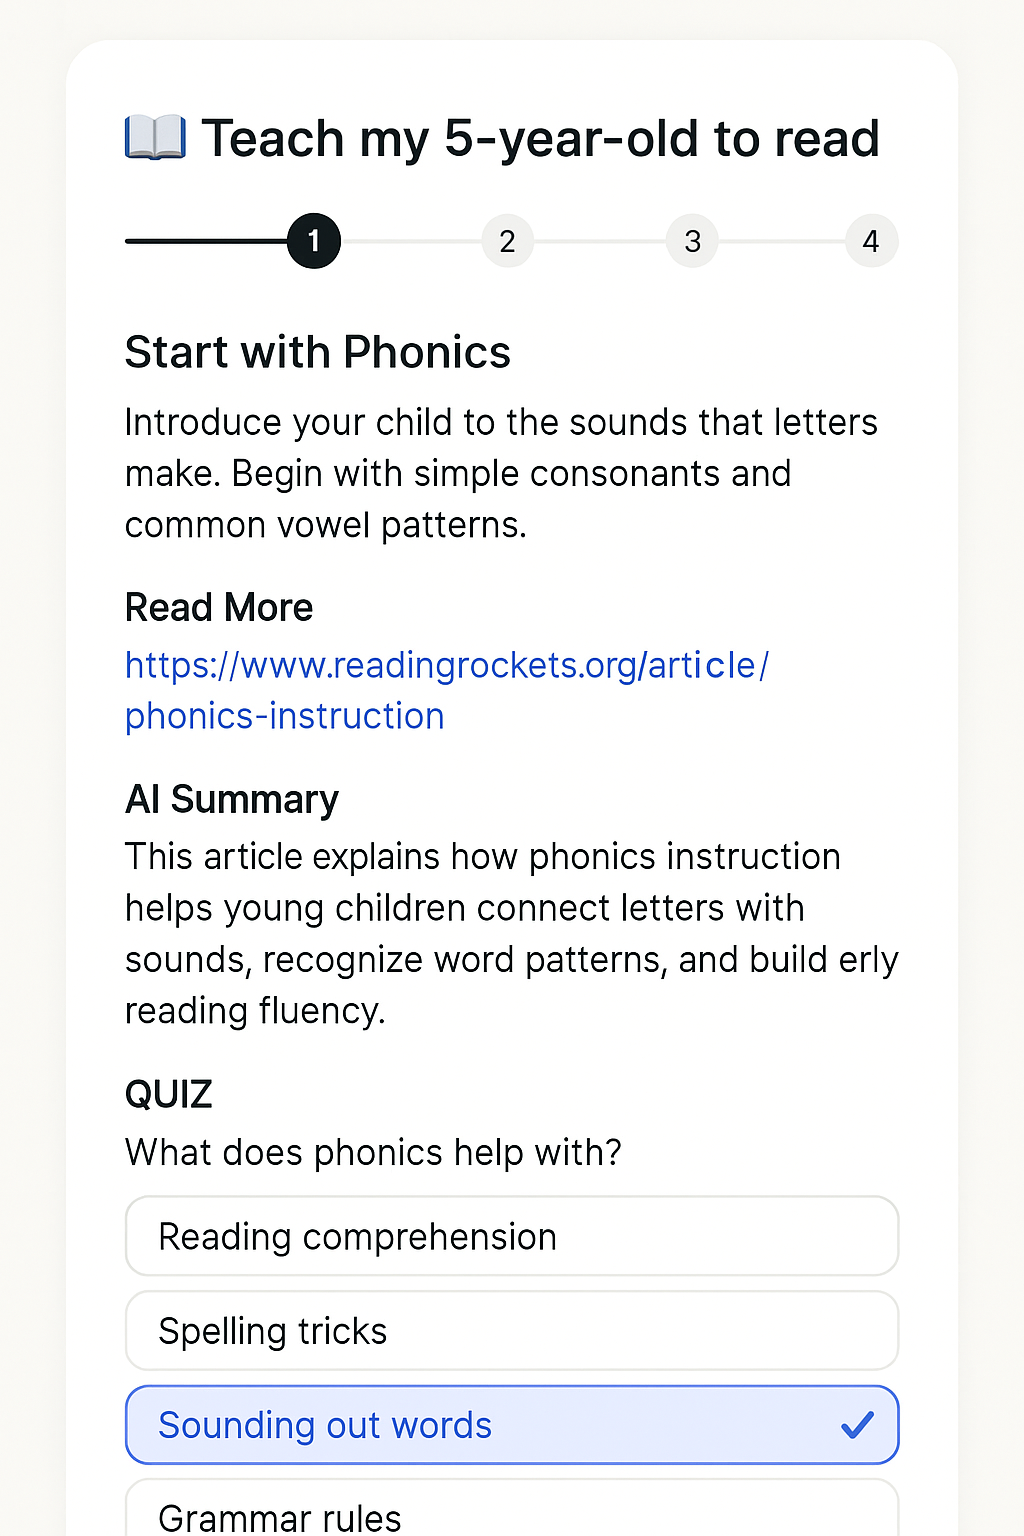 Teach my 5-year-old to read
1 2 3 4
Start with Phonics
Introduce your child to the sounds that letters
make. Begin with simple consonants and
common vowel patterns.
Read More
https://www.readingrockets.org/article/
phonics-instruction
AI Summary
This article explains how phonics instruction
helps young children connect letters with
sounds, recognize word patterns, and build erly
reading fluency.
QUIZ
What does phonics help with?
Reading comprehension
Spelling tricks
Sounding out words
Grammar rules